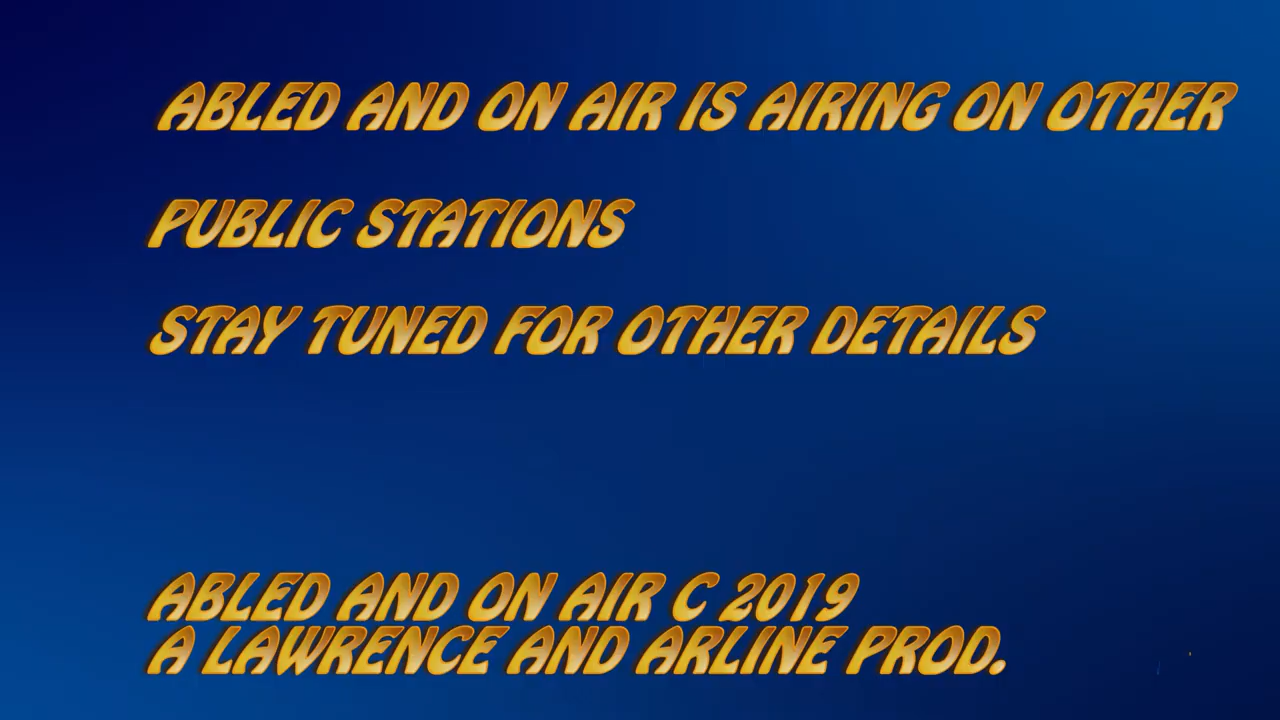 ABLED AND ON AIR IS AIRING ON OTHER
PUBLIC STATIONS
STAY TUNED FOR OTHER DETAILS
ABLED AND ON AIR C 2019
A LAWRENCE AND ARLINE PROD.